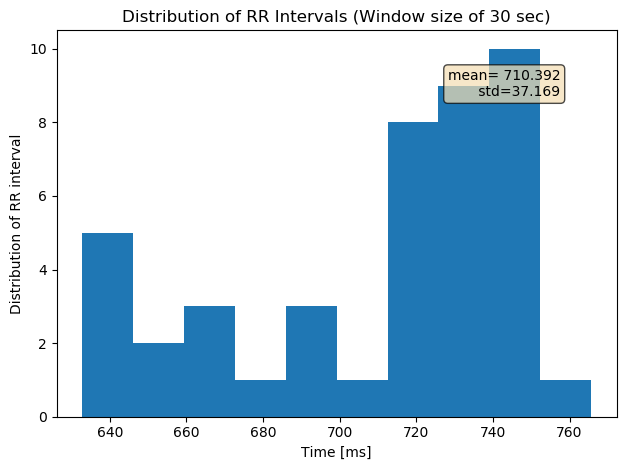 Distribution of RR Intervals (Window size of 30 sec)
mean= 710.392
std=37.169
10
8
6
4
2
0
Distribution of RR interval
640 660 680 700 720 740 760
Time [ms]